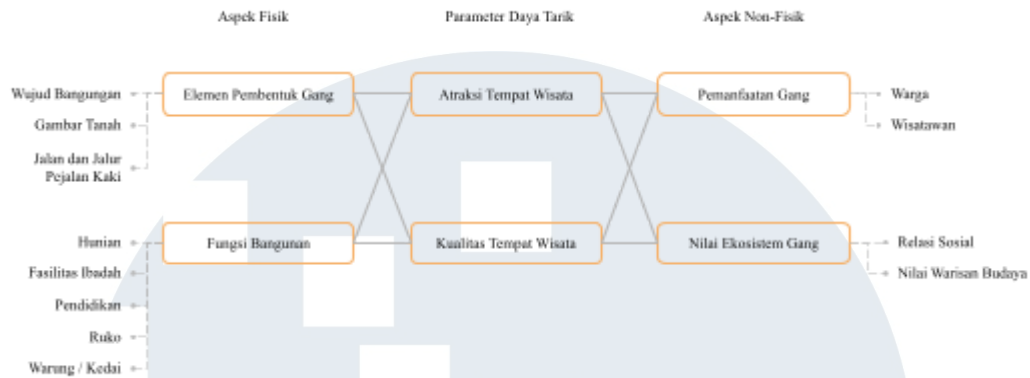 Aspek Fisik
Parameter Daya Tarik
Aspek Non-Fisik
Wujud Bangungan
Elemen Pembentuk Gang
Atraksi Tempat Wisata
Pemanfaatan Gang
Warga
Gambar Tanah
Wisatawan
Jalan dan Jalur
Pejalan Kaki
Hunian
Fungsi Bangunan
Kualitas Tempat Wisata
Nilai Ekosistem Gang
Relasi Sosial
Fasilitas Ibadah
Nilai Warisan Budaya
Pendidikan
Ruko
Warung / Kedai